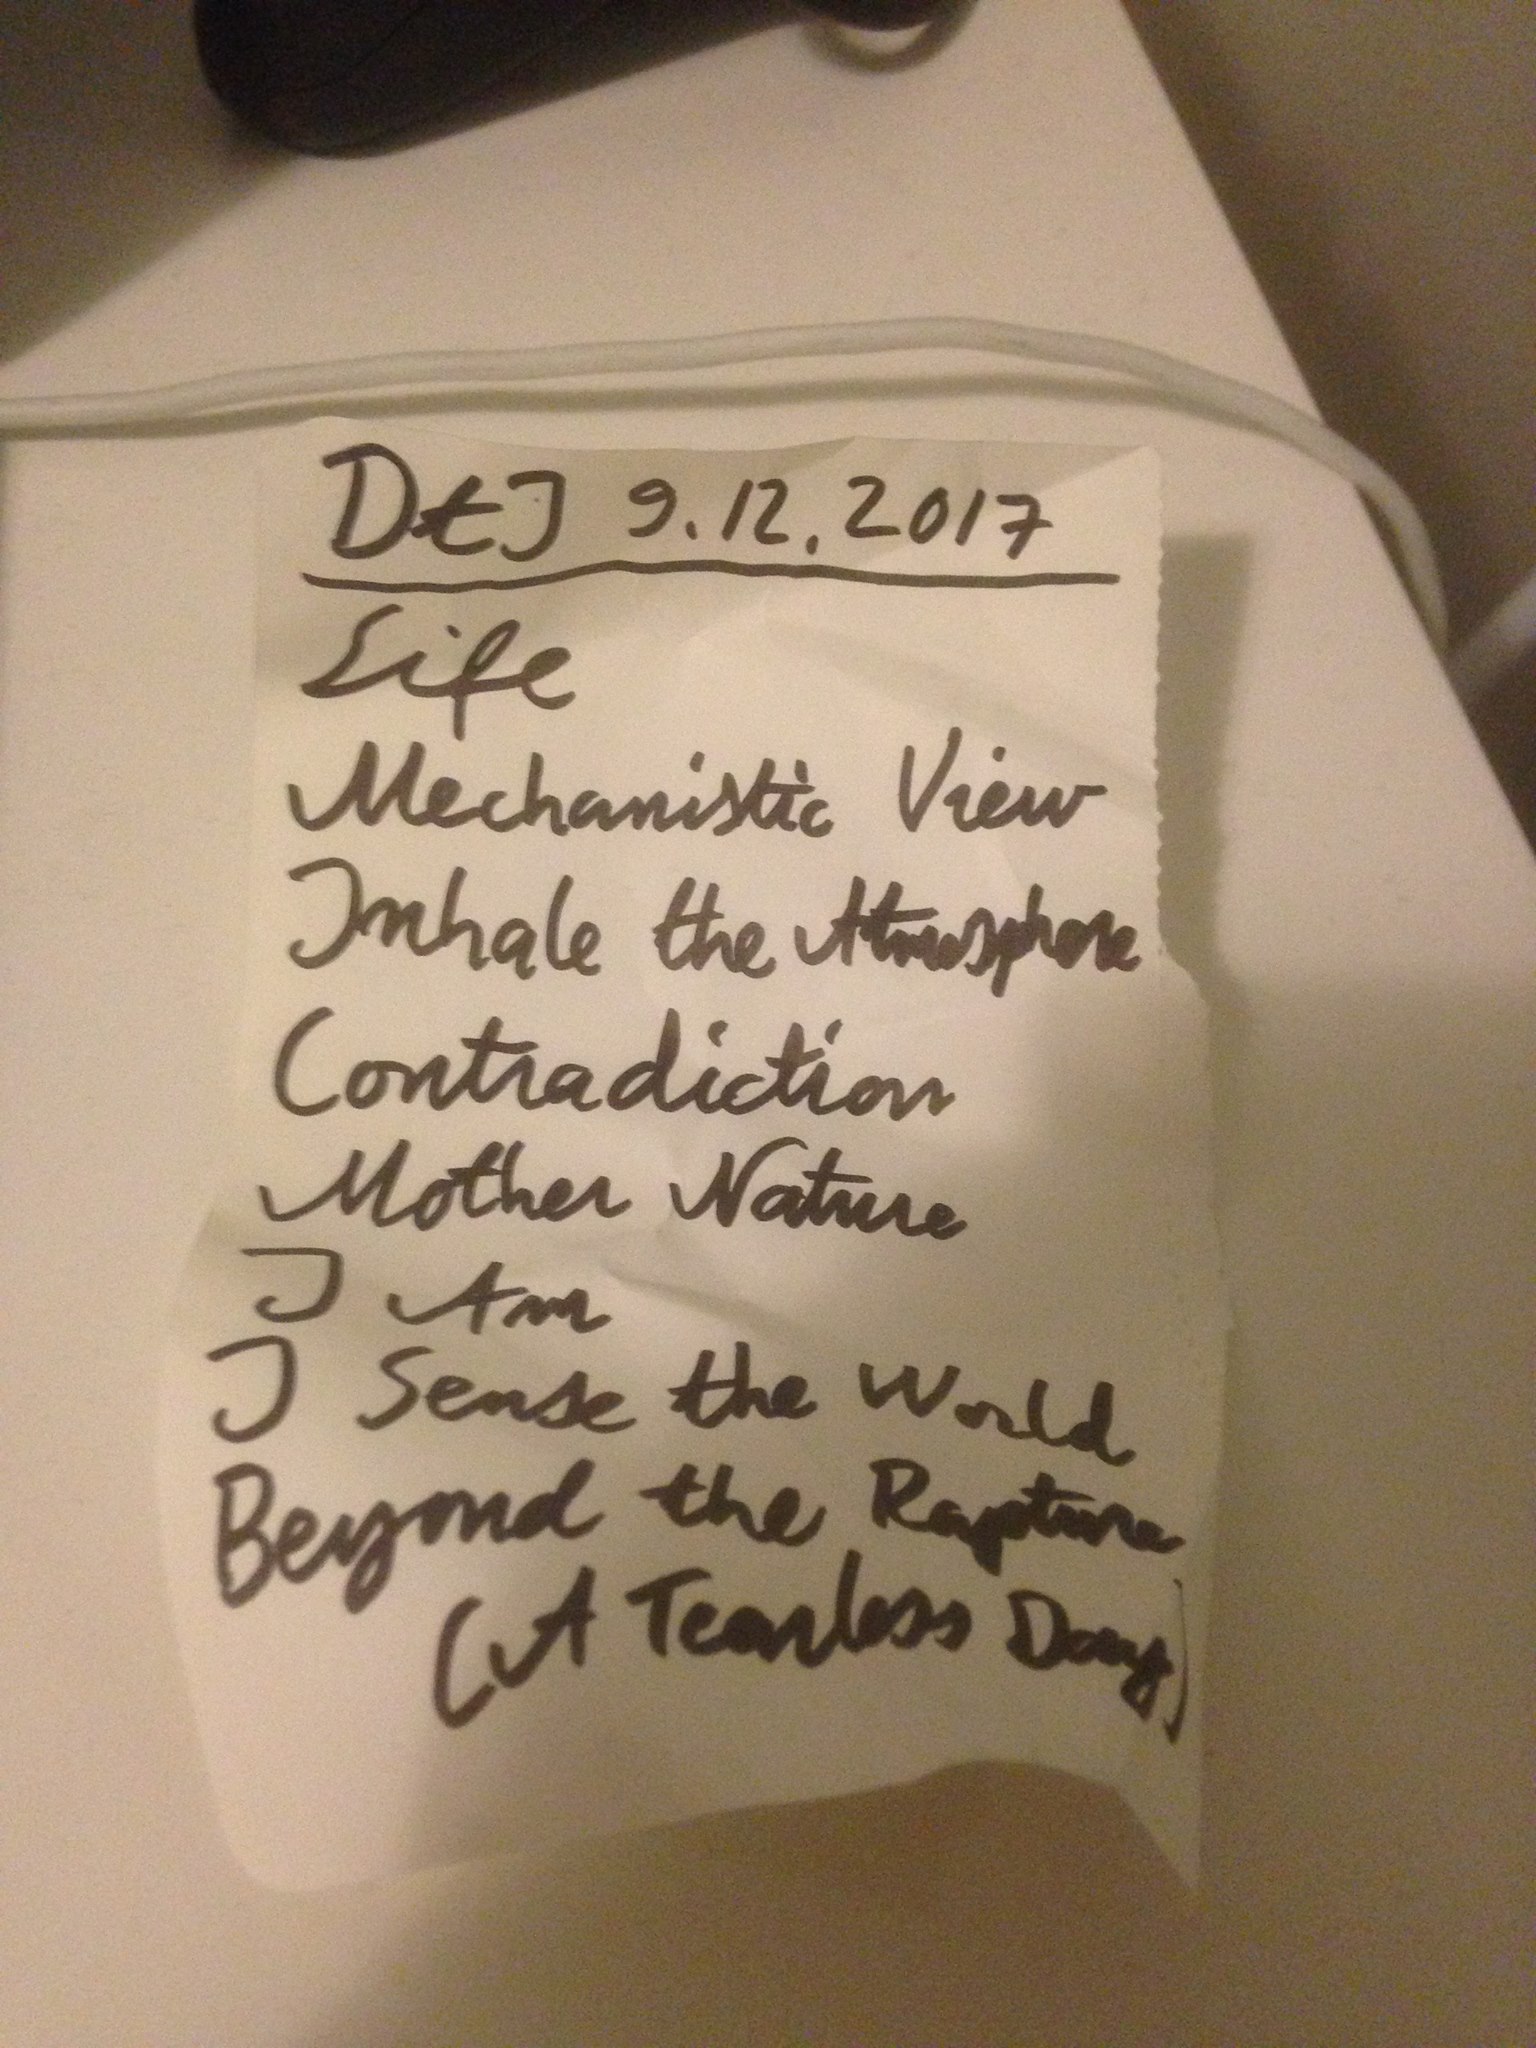 DtJ 9.12.2017
Life
Mechanistic View
Inhale the Atmosphere
Contradiction
Mother Nature
I Am
I Sense the World
Beyond the Rapture
(A Tearless Day)